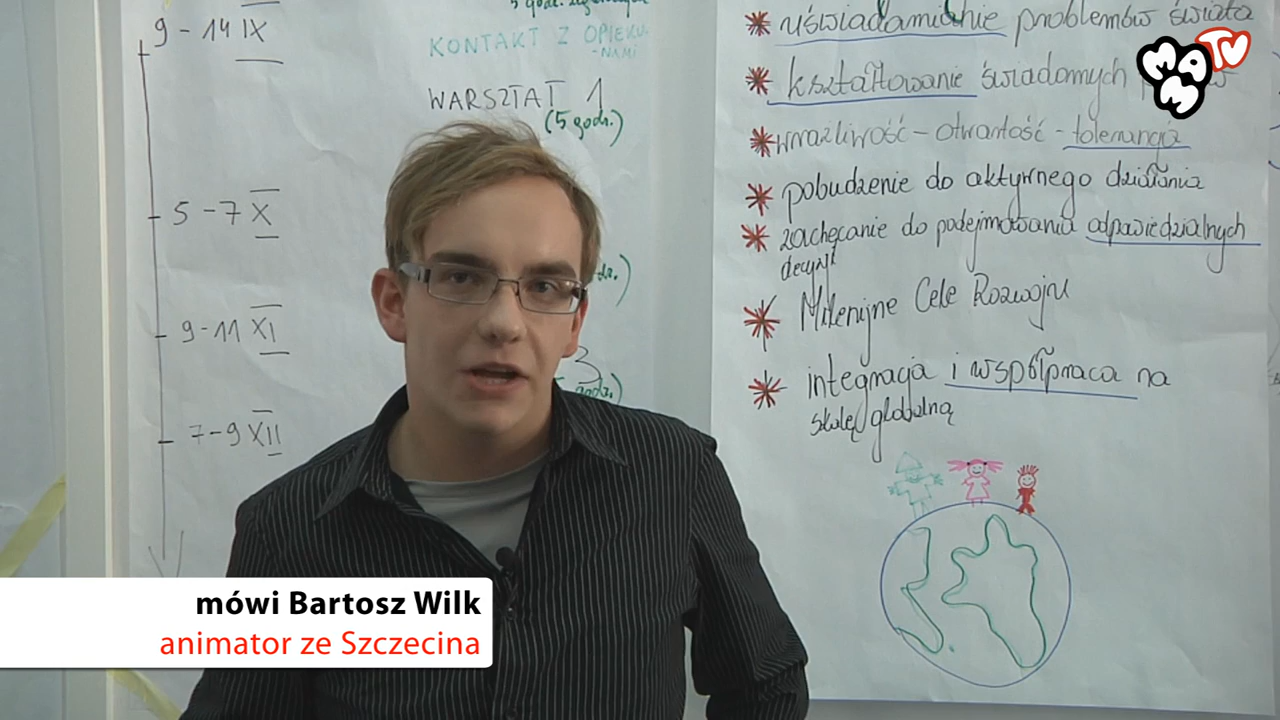 9 - 14 IX
5 - 7 X
9 - 11 XI
7 - 9 XII
KONTAKT Z OPIEKU-
-NAMI
WARSZTAT 1
(5 godz.)
3
uświadamianie problemów świata
kształtowanie świadomych
wrażliwość - otwartość - tolerancja
pobudzenie do aktywnego działania
zachęcanie do podejmowania odpowiedzialnych
decyzji
Milenijne Cele Rozwoju
integracja i współpraca na
skalę globalną
MAM TV
mówi Bartosz Wilk
animator ze Szczecina